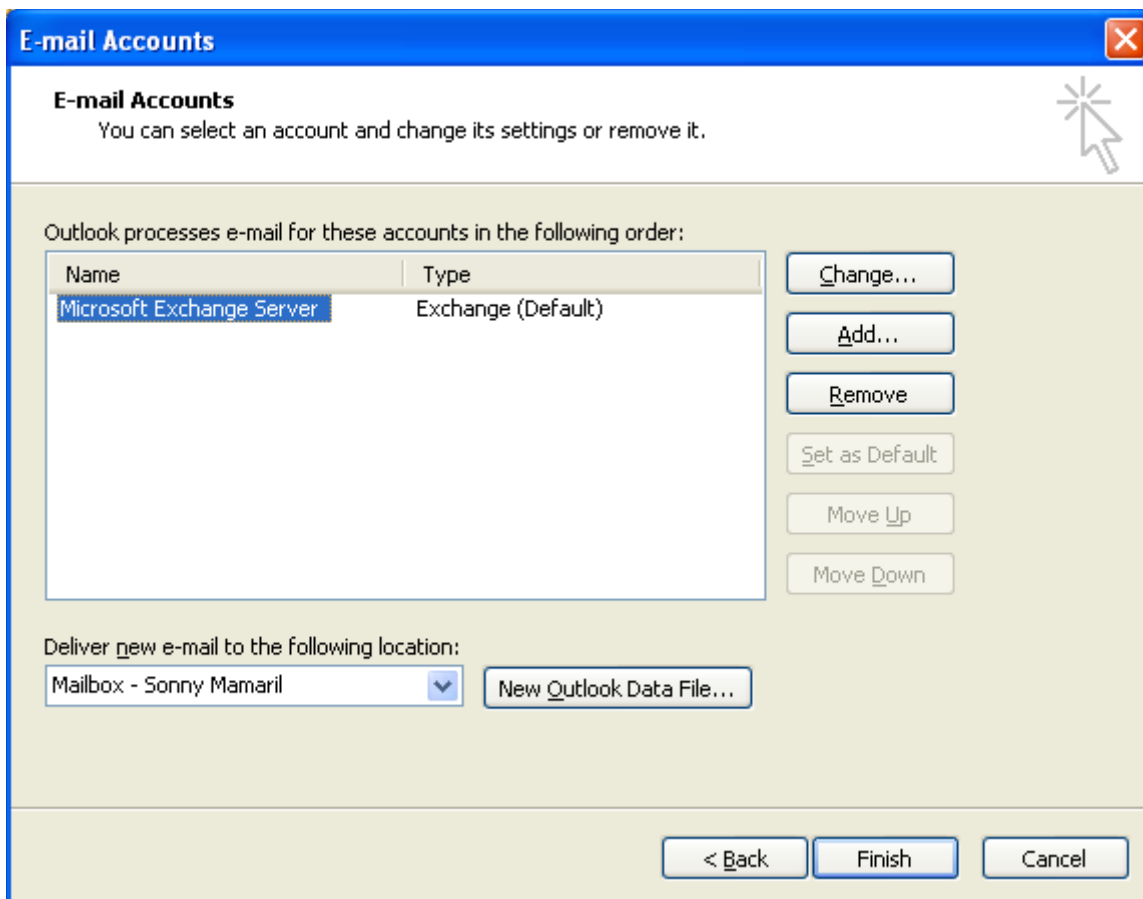 E-mail Accounts
E-mail Accounts
You can select an account and change its settings or remove it.
Outlook processes e-mail for these accounts in the following order:
Name Type
Microsoft Exchange Server Exchange (Default)
Change...
Add...
Remove
Set as Default
Move Up
Move Down
Deliver new e-mail to the following location:
Mailbox - Sonny Mamaril
New Outlook Data File...
< Back Finish Cancel